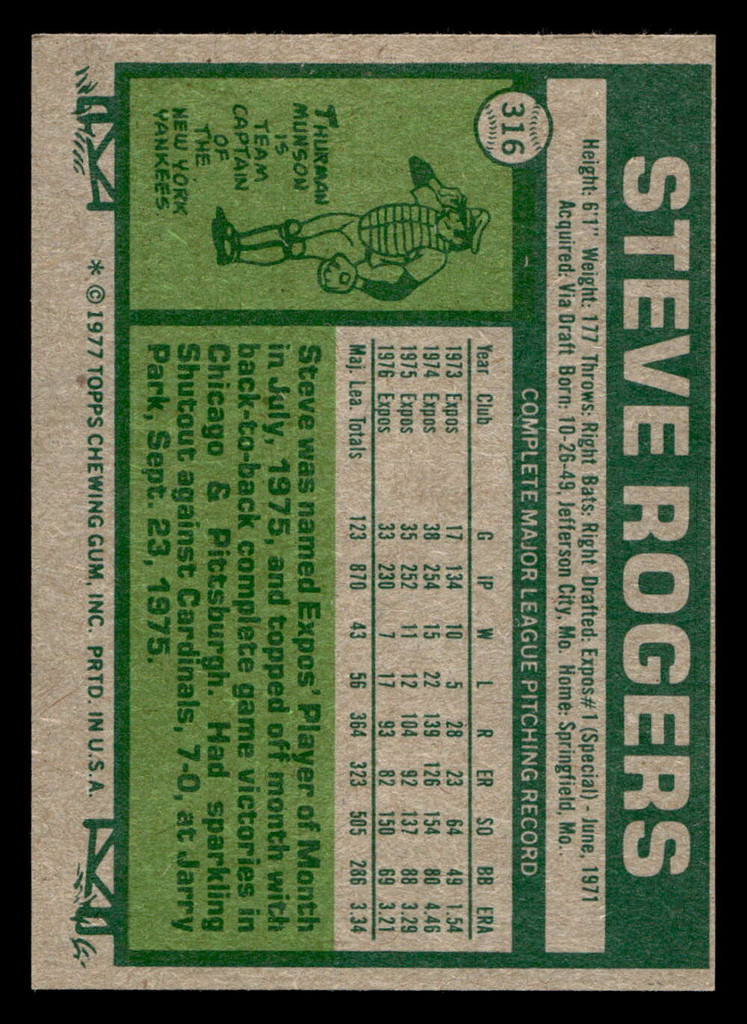 316
STEVE ROGERS
Height: 6'1" Weight: 177 Throws: Right Bats: Right Drafted: Expos #1 (Special) - June, 1971
Acquired: Via Draft Born: 10-26-49, Jefferson City, Mo. Home: Springfield, Mo.
COMPLETE MAJOR LEAGUE PITCHING RECORD
Year Club G IP W L R ER SO BB ERA
1973 Expos 17 134 10 5 28 23 64 49 1.54
1974 Expos 38 254 15 22 139 126 154 80 4.46
1975 Expos 35 252 11 12 104 92 137 88 3.29
1976 Expos 33 230 7 17 93 82 150 69 3.21
Maj. Lea. Totals 123 870 43 56 364 323 505 286 3.34
THURMAN
MUNSON
IS
TEAM
CAPTAIN
OF
THE
NEW YORK
YANKEES.
Steve was named Expos' Player of Month
in July, 1975, and topped off month with
back-to-back complete game victories in
Chicago & Pittsburgh. Had sparkling
Shutout against Cardinals, 7-0, at Jarry
Park, Sept. 23, 1975.
* © 1977 TOPPS CHEWING GUM, INC. PRTD. IN U.S.A.